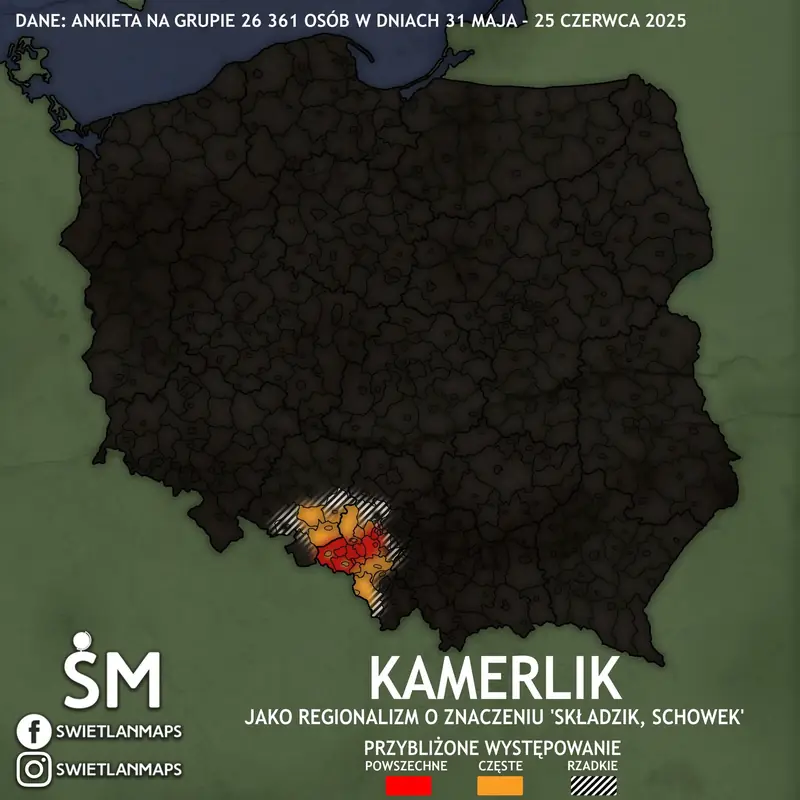 DANE: ANKIETA NA GRUPIE 26 361 OSÓB W DNIACH 31 MAJA - 25 CZERWCA 2025
ŚM
SWIETLANMAPS
SWIETLANMAPS
KAMERLIK
JAKO REGIONALIZM O ZNACZENIU 'SKŁADZIK, SCHOWEK'
PRZYBLIŻONE WYSTĘPOWANIE
POWSZECHNE CZĘSTE RZADKIE